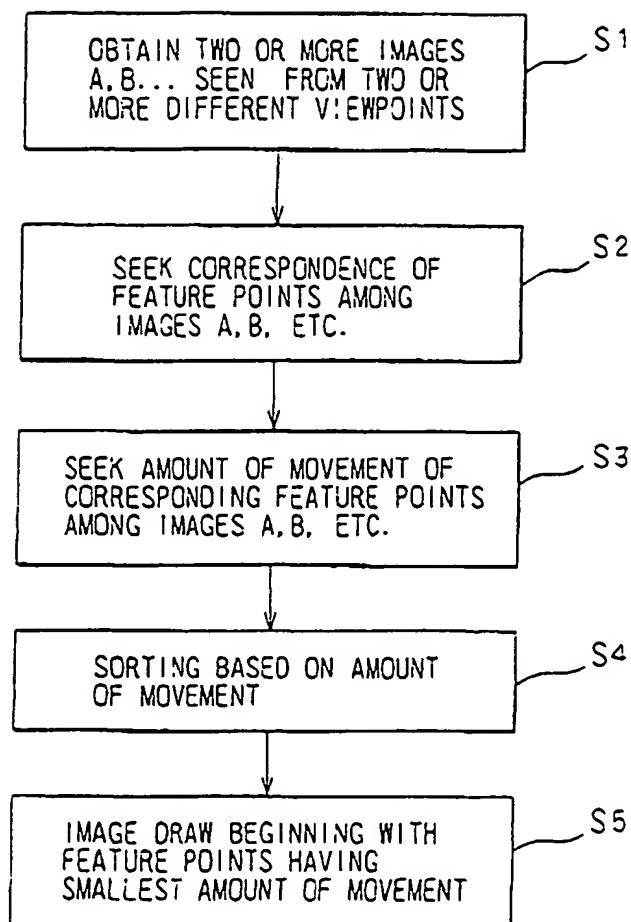 OBTAIN TWO OR MORE IMAGES
A,B... SEEN FROM TWO OR
MORE DIFFERENT VIEWPOINTS
S1
SEEK CORRESPONDENCE OF
FEATURE POINTS AMONG
IMAGES A,B, ETC.
S2
SEEK AMOUNT OF MOVEMENT OF
CORRESPONDING FEATURE POINTS
AMONG IMAGES A,B, ETC.
S3
SORTING BASED ON AMOUNT
OF MOVEMENT
S4
IMAGE DRAW BEGINNING WITH
FEATURE POINTS HAVING
SMALLEST AMOUNT OF MOVEMENT
S5